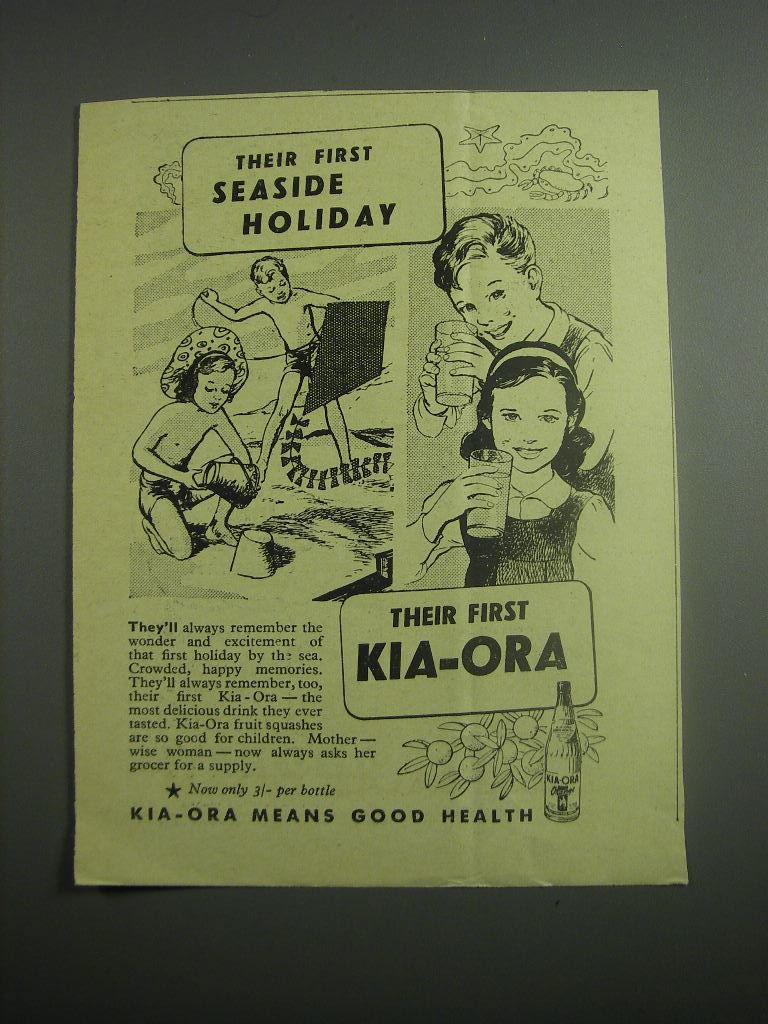 THEIR FIRST
SEASIDE
HOLIDAY
They'll always remember the
wonder and excitement of
that first holiday by the sea.
Crowded, happy memories.
They'll always remember, too,
their first Kia-Ora — the
most delicious drink they ever
tasted. Kia-Ora fruit squashes
are so good for children. Mother —
wise woman — now always asks her
grocer for a supply.
★ Now only 3/- per bottle
THEIR FIRST
KIA-ORA
KIA-ORA
KIA-ORA MEANS GOOD HEALTH